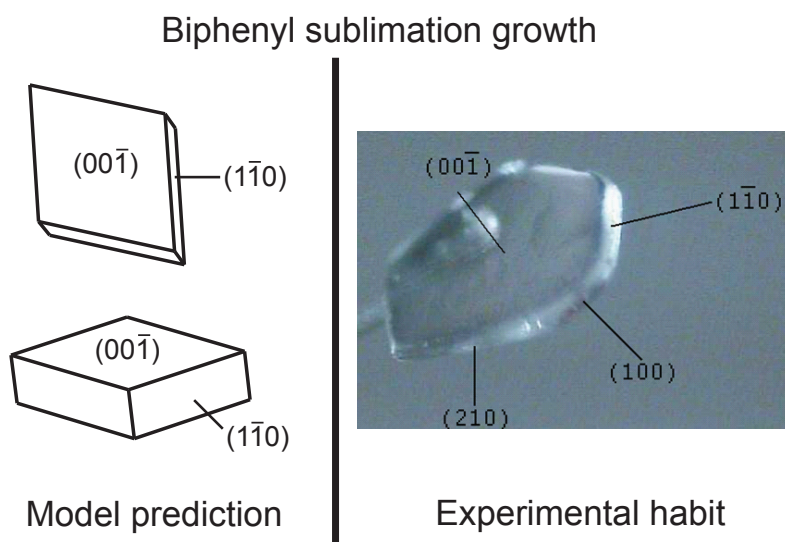 Biphenyl sublimation growth
(001̅)
(11̅0)
(001̅)
(11̅0)
Model prediction
(001̅)
(11̅0)
(100)
(210)
Experimental habit